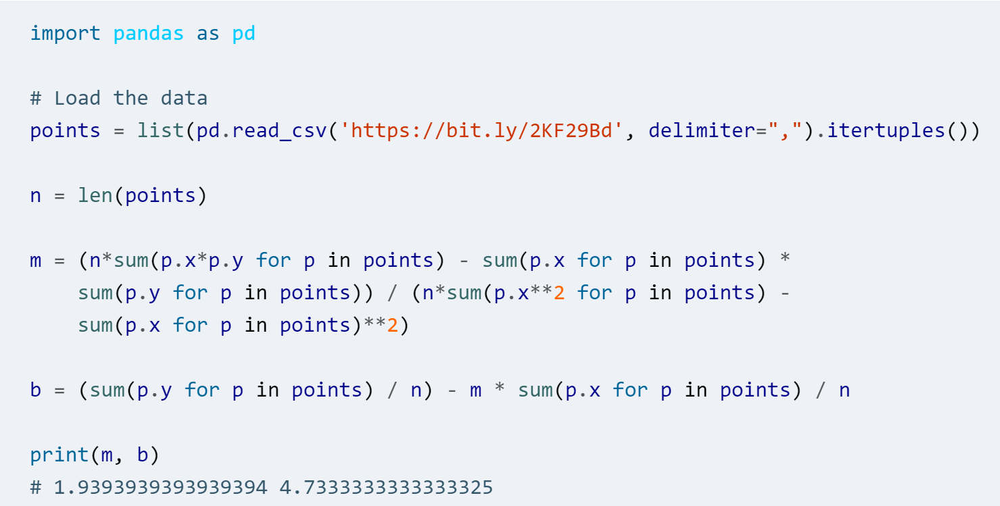 import pandas as pd
# Load the data
points = list(pd.read_csv('https://bit.ly/2KF29Bd', delimiter=",").itertuples())
n = len(points)
m = (n*sum(p.x*p.y for p in points) - sum(p.x for p in points) *
    sum(p.y for p in points)) / (n*sum(p.x**2 for p in points) -
    sum(p.x for p in points)**2)
b = (sum(p.y for p in points) / n) - m * sum(p.x for p in points) / n
print(m, b)
# 1.9393939393939394 4.7333333333333325